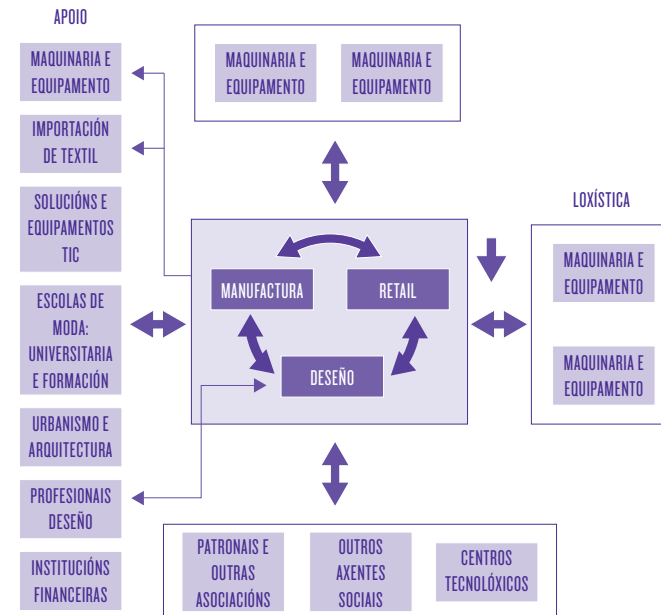 APOIO
MAQUINARIA E
EQUIPAMENTO
IMPORTACIÓN
DE TEXTIL
SOLUCIÓNS E
EQUIPAMENTOS
TIC
ESCOLAS DE
MODA:
UNIVERSITARIA
E FORMACIÓN
URBANISMO E
ARQUITECTURA
PROFESIONAIS
DESEÑO
INSTITUCIÓNS
FINANCEIRAS
MAQUINARIA E
EQUIPAMENTO
MAQUINARIA E
EQUIPAMENTO
MANUFACTURA
RETAIL
DESEÑO
LOXÍSTICA
MAQUINARIA E
EQUIPAMENTO
MAQUINARIA E
EQUIPAMENTO
PATRONAIS E
OUTRAS
ASOCIACIÓNS
OUTROS
AXENTES
SOCIAIS
CENTROS
TECNOLÓXICOS